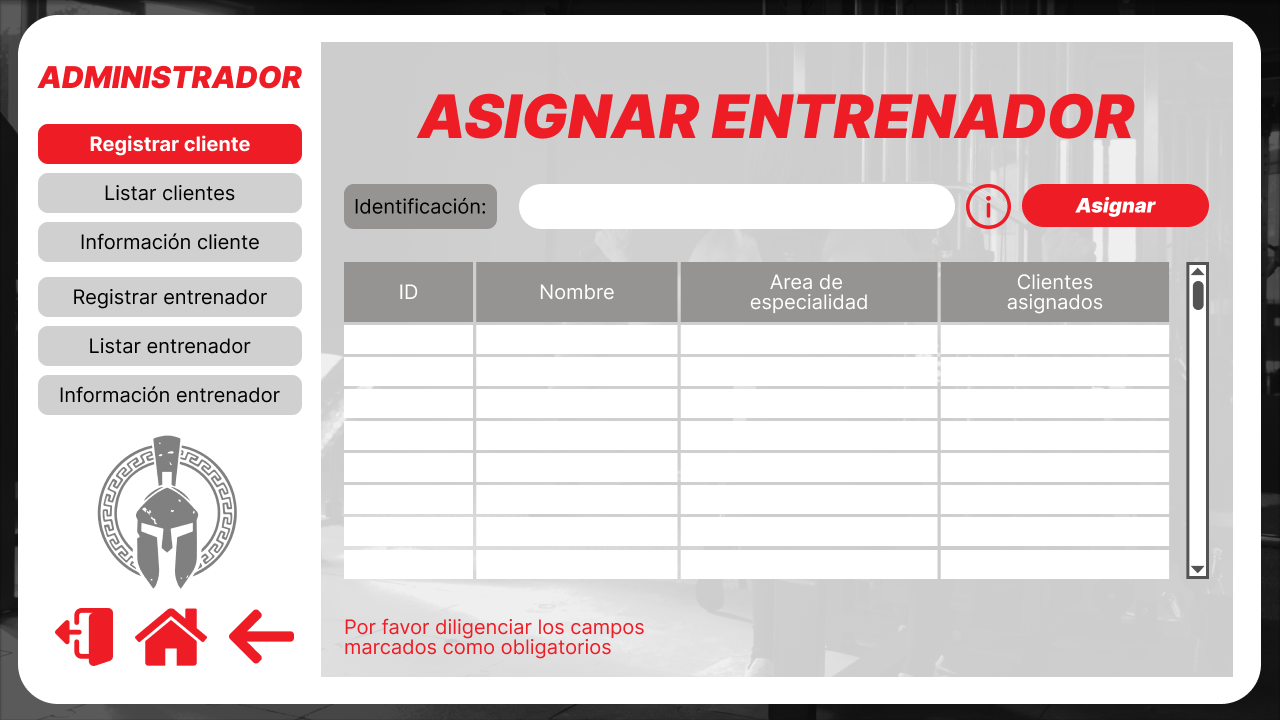 ADMINISTRADOR
Registrar cliente
Listar clientes
Información cliente
Registrar entrenador
Listar entrenador
Información entrenador
ASIGNAR ENTRENADOR
Identificación:
Asignar
ID
Nombre
Area de
especialidad
Clientes
asignados
Por favor diligenciar los campos
marcados como obligatorios